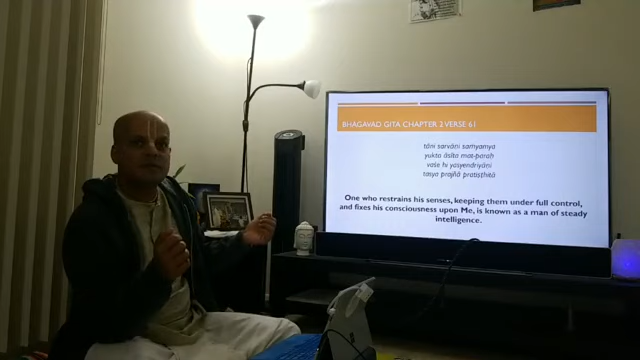 BHAGAVAD GITA CHAPTER 2 VERSE 61
tāni sarvāṇi saṁyamya
yukta āsīta mat-paraḥ
vaśe hi yasyendriyāṇi
tasya prajñā pratiṣṭhitā
One who restrains his senses, keeping them under full control,
and fixes his consciousness upon Me, is known as a man of steady
intelligence.